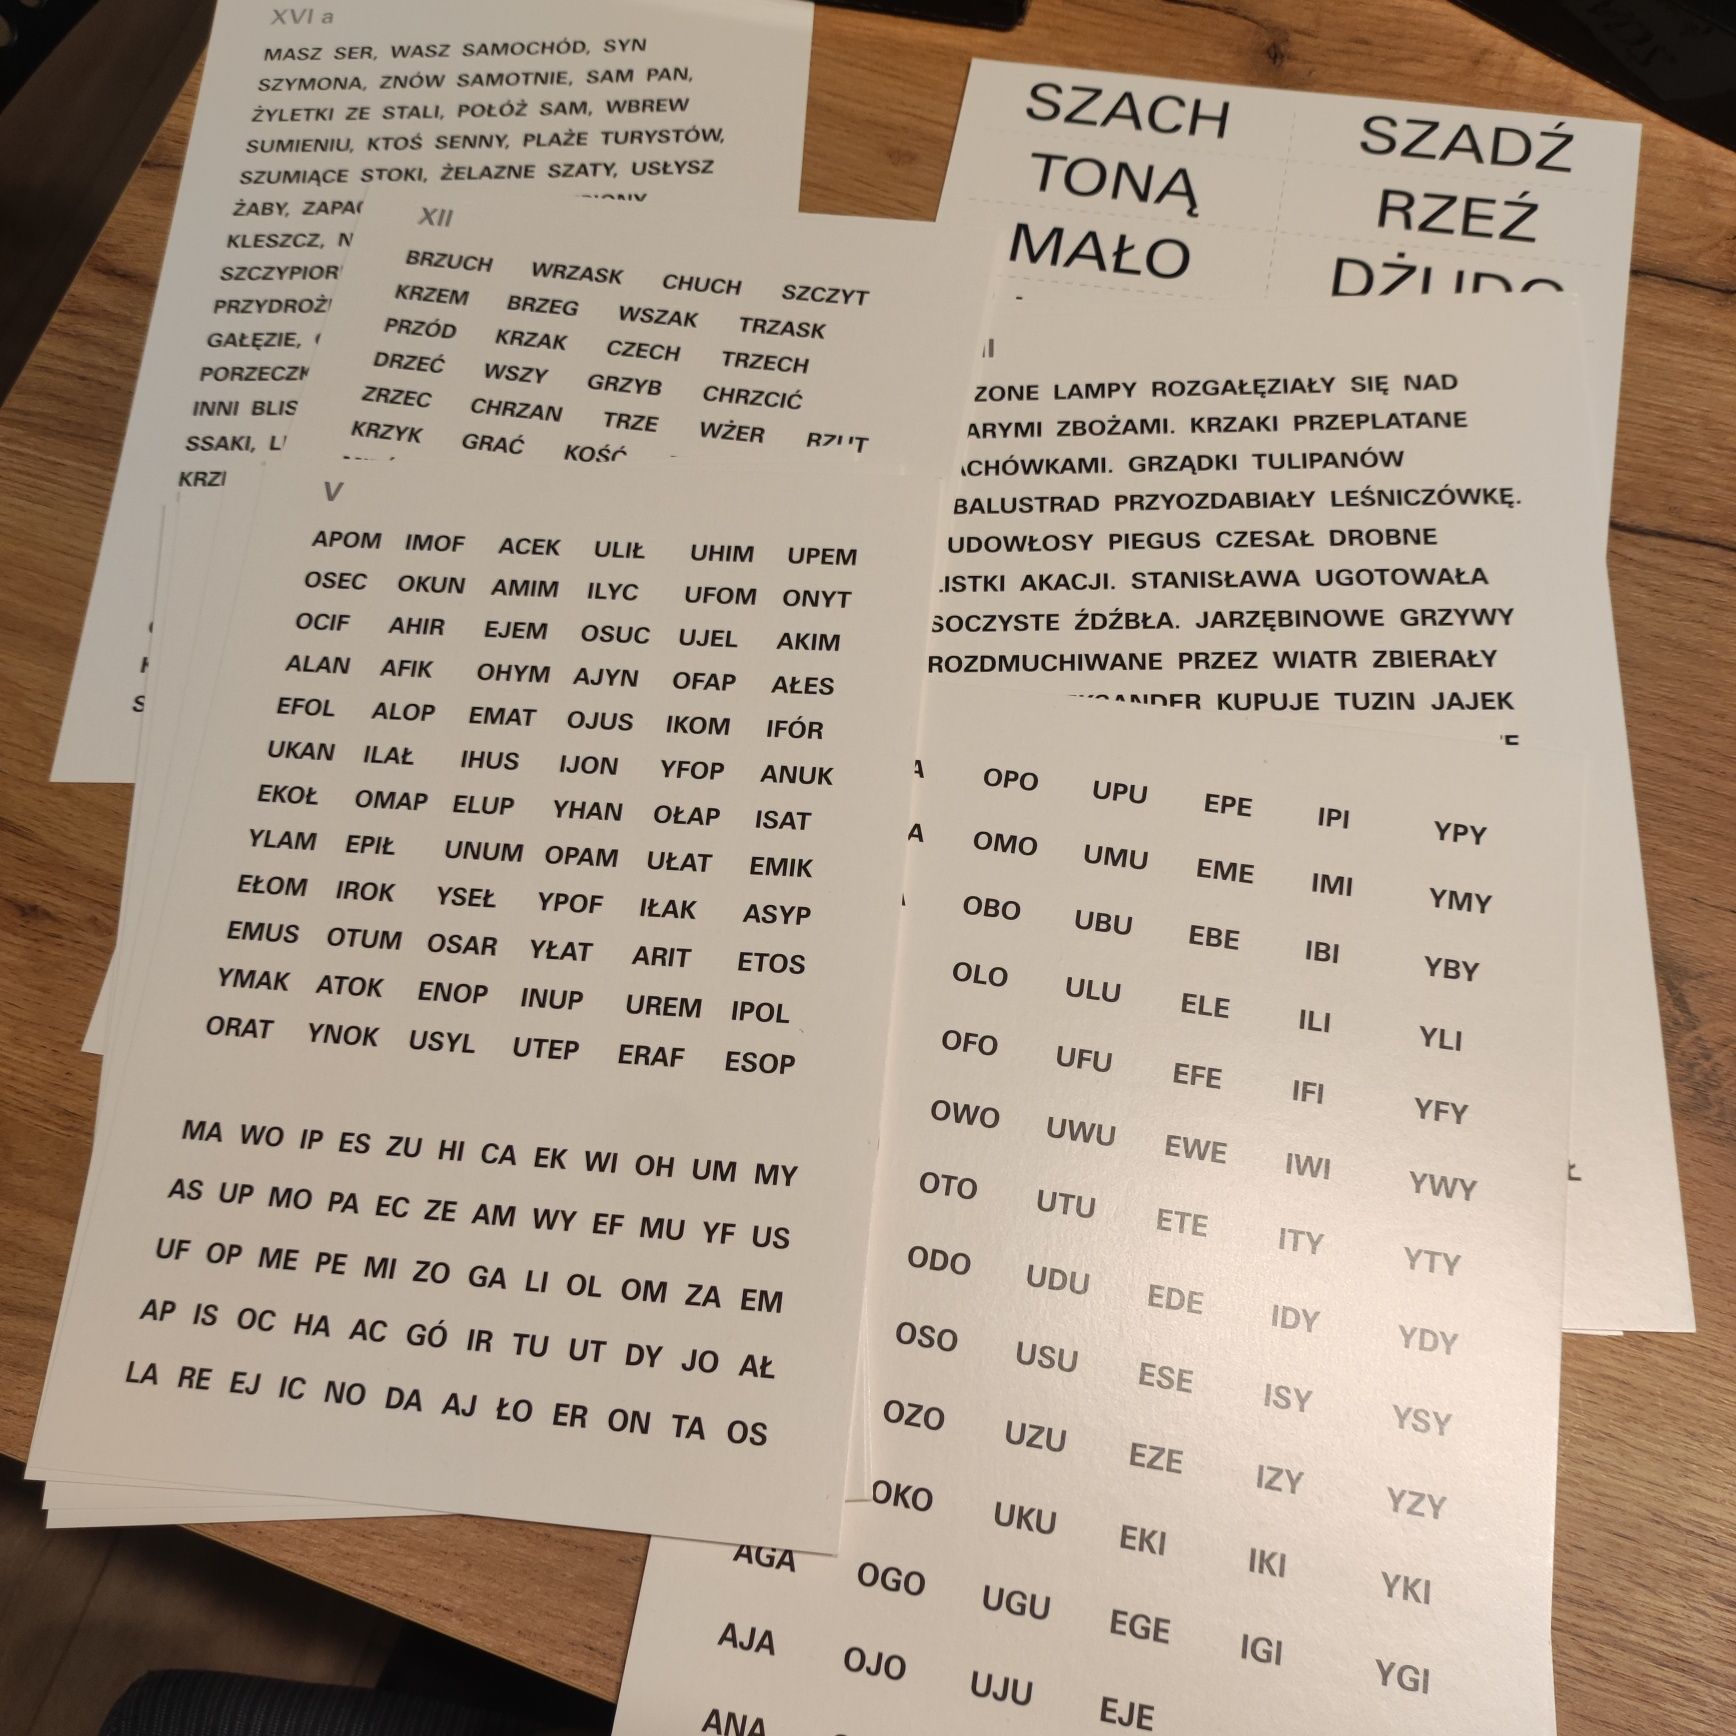 XVI a
MASZ SER, WASZ SAMOCHÓD, SYN
SZYMONA, ZNÓW SAMOTNIE, SAM PAN,
ŻYLETKI ZE STALI, POŁÓŻ SAM, WBREW
SUMIENIU, KTOŚ SENNY, PLAŻE TURYSTÓW,
SZUMIĄCE STOKI, ŻELAZNE SZATY, USŁYSZ
ŻABY,
KLESZCZ,
GAŁĘZIE,
INNI
SSAKI,
SZACH SZADŹ
TONĄ RZEŹ
MAŁO DŻUDO
XII
BRZUCH WRZASK CHUCH SZCZYT
KRZEM BRZEG WSZAK TRZASK
PRZÓD KRZAK CZECH TRZECH
DRZEĆ WSZY GRZYB CHRZCIĆ
ZRZEC CHRZAN TRZE WŻER RZUT
KRZYK GRAĆ KOŚĆ
ZONE LAMPY ROZGAŁĘZIAŁY SIĘ NAD
ARYMI ZBOŻAMI. KRZAKI PRZEPLATANE
ACHÓWKAMI. GRZĄDKI TULIPANÓW
BALUSTRAD PRZYOZDABIAŁY LEŚNICZÓWKĘ.
UDOWŁOSY PIEGUS CZESAŁ DROBNE
LISTKI AKACJI. STANISŁAWA UGOTOWAŁA
SOCZYSTE ŹDŹBŁA. JARZĘBINOWE GRZYWY
ROZDMUCHIWANE PRZEZ WIATR ZBIERAŁY
KUPUJE TUZIN JAJEK
V
APOM IMOF ACEK ULIŁ UHIM UPEM
OSEC OKUN AMIM ILYC UFOM ONYT
OCIF AHIR EJEM OSUC UJEL AKIM
ALAN AFIK OHYM AJYN OFAP AŁES
EFOL ALOP EMAT OJUS IKOM IFÓR
UKAN ILAŁ IHUS IJON YFOP ANUK
EKOŁ OMAP ELUP YHAN OŁAP ISAT
YLAM EPIŁ UNUM OPAM UŁAT EMIK
EŁOM IROK YSEŁ YPOF IŁAK ASYP
EMUS OTUM OSAR YŁAT ARIT ETOS
YMAK ATOK ENOP INUP UREM IPOL
ORAT YNOK USYL UTEP ERAF ESOP
MA WO IP ES ZU HI CA EK WI OH UM MY
AS UP MO PA EC ZE AM WY EF MU YF US
UF OP ME PE MI ZO GA LI OL OM ZA EM
AP IS OC HA AC GÓ IR TU UT DY JO AŁ
LA RE EJ IC NO DA AJ ŁO ER ON TA OS
OPO UPU EPE IPI YPY
OMO UMU EME IMI YMY
OBO UBU EBE IBI YBY
OLO ULU ELE ILI YLI
OFO UFU EFE IFI YFY
OWO UWU EWE IWI YWY
OTO UTU ETE ITY YTY
ODO UDU EDE IDY YDY
OSO USU ESE ISY YSY
OZO UZU EZE IZY YZY
OKO UKU EKI IKI YKI
AGA OGO UGU EGE IGI YGI
AJA OJO UJU EJE
ANA